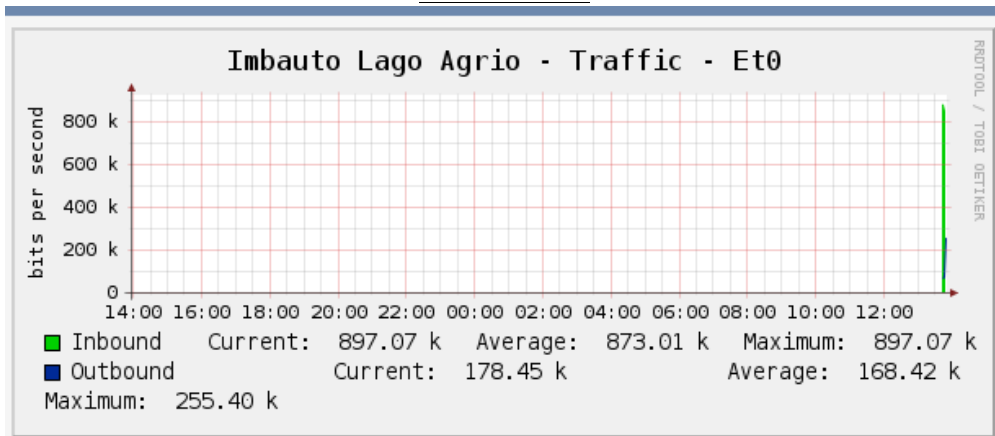 Imbauto Lago Agrio - Traffic - Et0
RRDTOOL / TOBI OETIKER
bits per second
800 k
600 k
400 k
200 k
0
14:00 16:00 18:00 20:00 22:00 00:00 02:00 04:00 06:00 08:00 10:00 12:00
Inbound Current: 897.07 k Average: 873.01 k Maximum: 897.07 k
Outbound Current: 178.45 k Average: 168.42 k
Maximum: 255.40 k